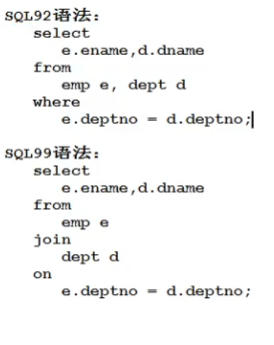 SQL92语法：
select
e.ename,d.dname
from
emp e, dept d
where
e.deptno = d.deptno;
SQL99语法：
select
e.ename,d.dname
from
emp e
join
dept d
on
e.deptno = d.deptno;